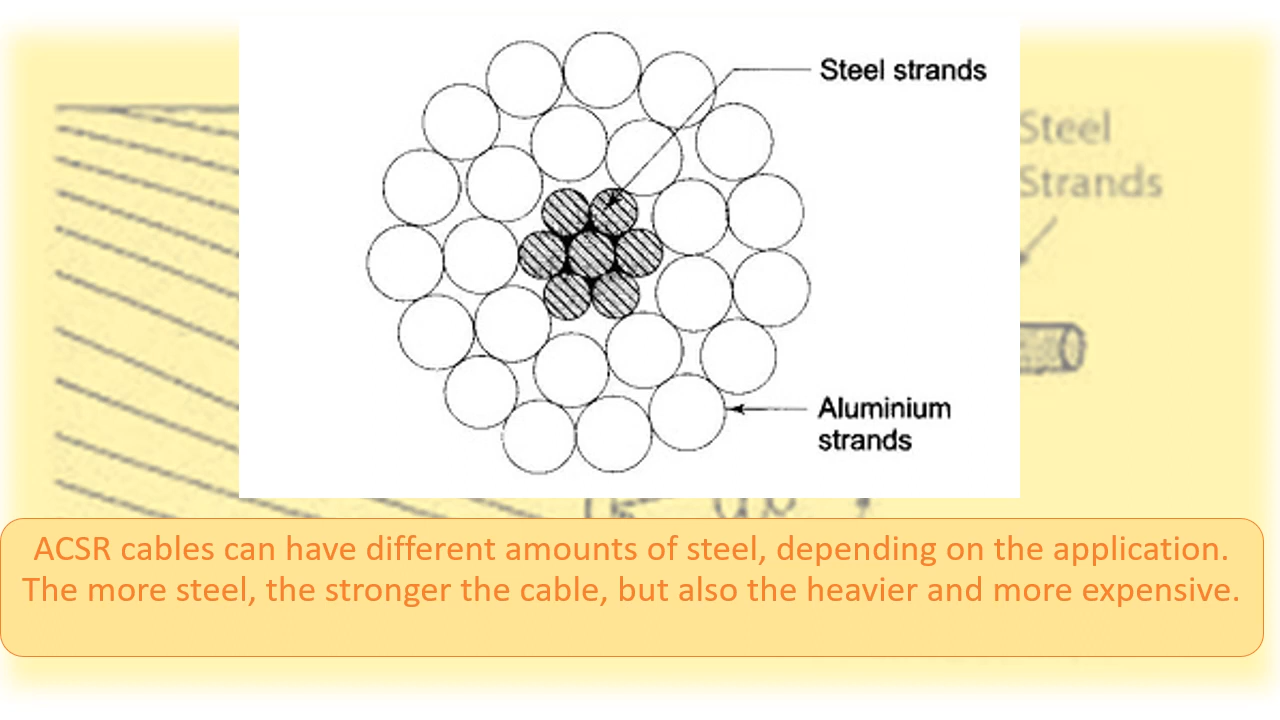 Steel strands
Steel
Strands
Aluminium
strands
ACSR cables can have different amounts of steel, depending on the application.
The more steel, the stronger the cable, but also the heavier and more expensive.